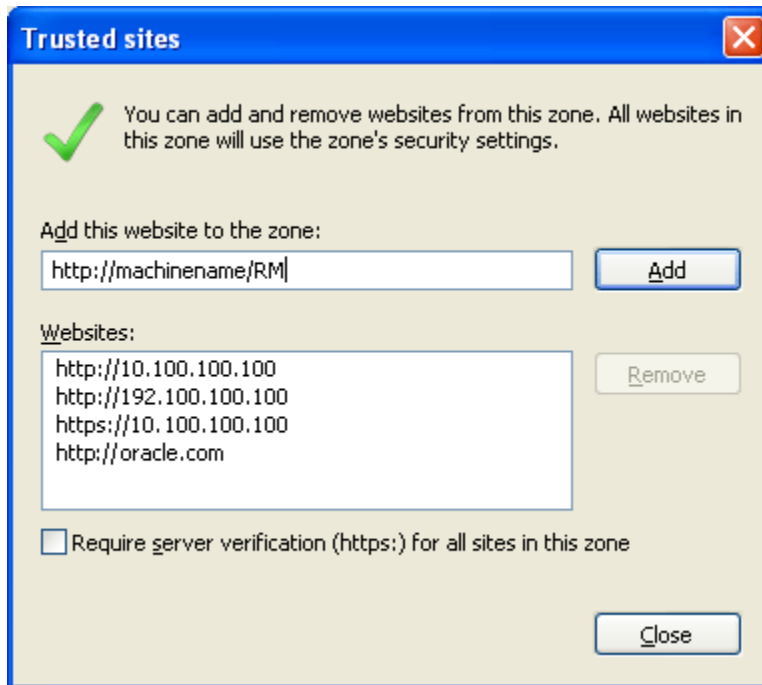 Trusted sites
You can add and remove websites from this zone. All websites in
this zone will use the zone's security settings.
Add this website to the zone:
http://machinename/RM
Add
Websites:
http://10.100.100.100
http://192.100.100.100
https://10.100.100.100
http://oracle.com
Remove
Require server verification (https:) for all sites in this zone
Close